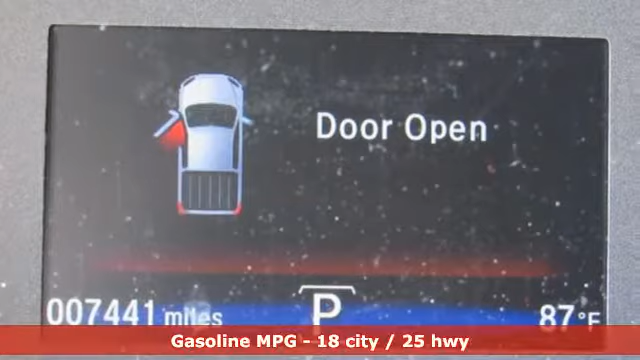 Door Open
007441 miles
P
87°F
Gasoline MPG - 18 city / 25 hwy